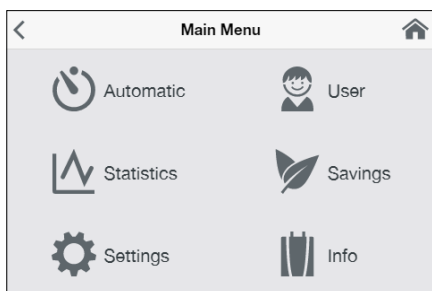 Main Menu
Automatic
User
Statistics
Savings
Settings
Info